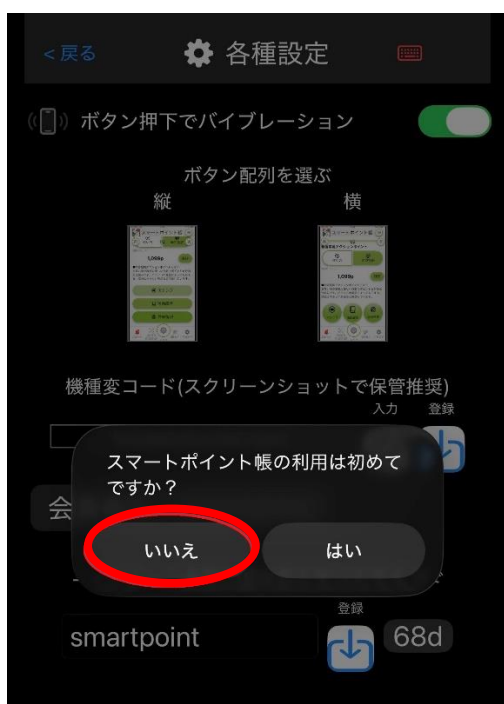 <戻る
各種設定
ボタン押下でバイブレーション
ボタン配列を選ぶ
縦
横
機種変コード(スクリーンショットで保管推奨)
入力
登録
会
スマートポイント帳の利用は初めて
ですか？
いいえ
はい
登録
smartpoint
68d